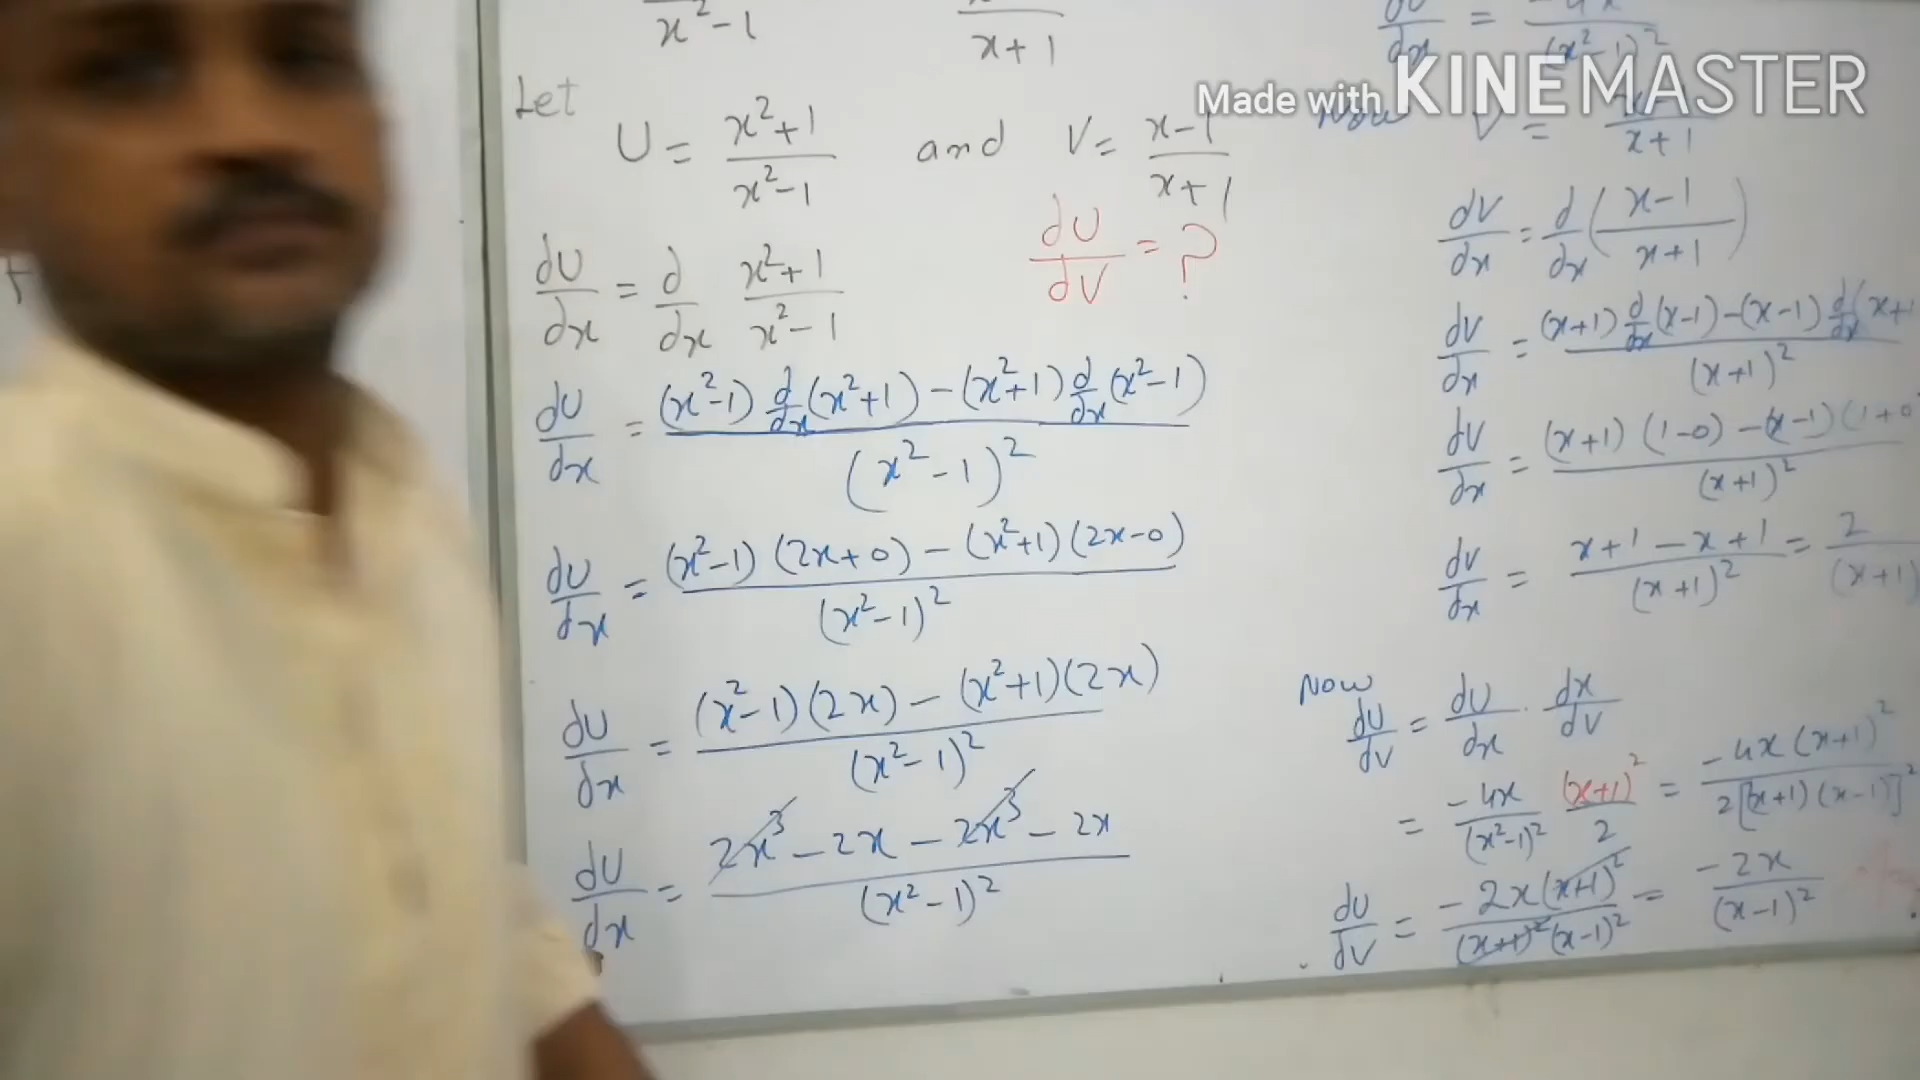 x²-1 x+1
Let
U = x²+1/x²-1 and V = x-1/x+1
dU/dV = ?
dU/dx = d/dx x²+1/x²-1
dU/dx = (x²-1) d/dx (x²+1) - (x²+1) d/dx (x²-1) / (x²-1)²
dU/dx = (x²-1) (2x+0) - (x²+1) (2x-0) / (x²-1)²
dU/dx = (x²-1)(2x) - (x²+1)(2x) / (x²-1)²
dU/dx = 2x³ - 2x - 2x³ - 2x / (x²-1)²
dU/dx = -4x / (x²-1)²
Made with KINEMASTER
Now V = x-1/x+1
dV/dx = d/dx (x-1/x+1)
dV/dx = (x+1) d/dx (x-1) - (x-1) d/dx (x+1 / (x+1)²
dV/dx = (x+1) (1-0) - (x-1) (1+0 / (x+1)²
dV/dx = x+1-x+1 / (x+1)² = 2 / (x+1)
Now
dU/dV = dU/dx . dx/dV
= -4x/(x²-1)² (x+1)²/2 = -4x(x+1)² / 2[(x+1)(x-1)]²
dU/dV = -2x(x+1)² / (x+1)²(x-1)² = -2x / (x-1)²